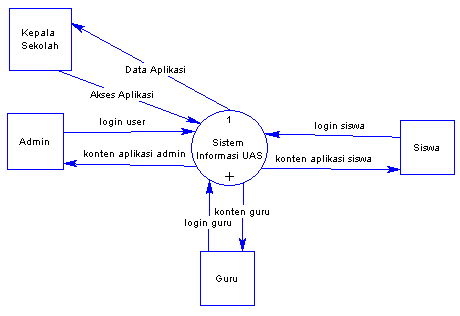 Kepala
Sekolah
Data Aplikasi
Akses Aplikasi
1
login user
login siswa
Admin
Sistem
Informasi UAS
Siswa
konten aplikasi admin
konten aplikasi siswa
+
konten guru
login guru
Guru